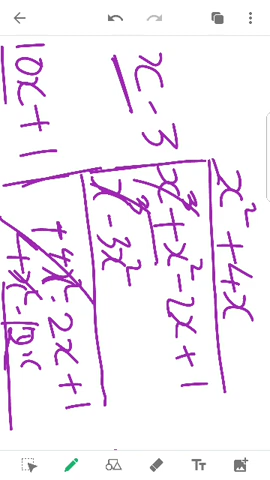 x² + 4x
x - 3 x³ + x² - 2x + 1
x³ - 3x²
+4x² - 2x + 1
10x + 1